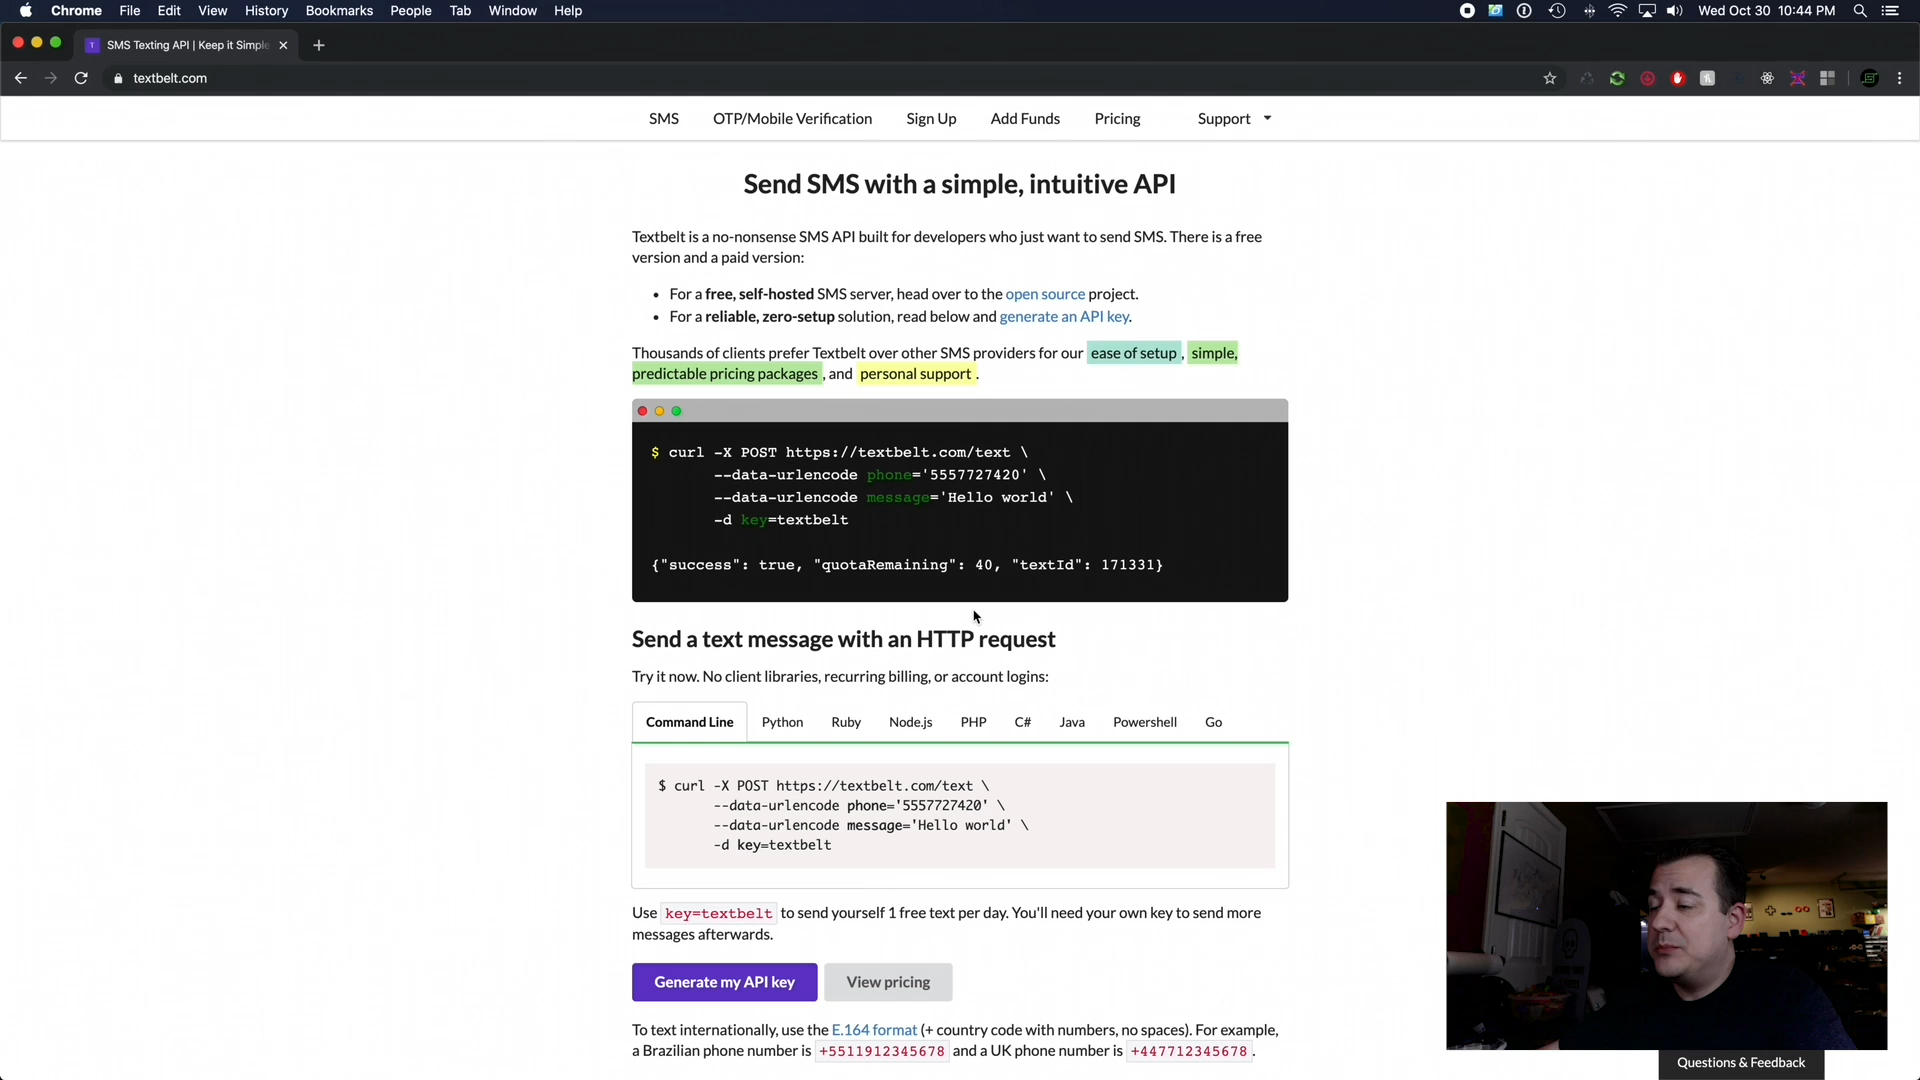 Chrome File Edit View History Bookmarks People Tab Window Help Wed Oct 30 10:44 PM
SMS Texting API | Keep it Simple
textbelt.com
SMS OTP/Mobile Verification Sign Up Add Funds Pricing Support
Send SMS with a simple, intuitive API
Textbelt is a no-nonsense SMS API built for developers who just want to send SMS. There is a free
version and a paid version:
• For a free, self-hosted SMS server, head over to the open source project.
• For a reliable, zero-setup solution, read below and generate an API key.
Thousands of clients prefer Textbelt over other SMS providers for our ease of setup , simple,
predictable pricing packages , and personal support .
$ curl -X POST https://textbelt.com/text \
--data-urlencode phone='5557727420' \
--data-urlencode message='Hello world' \
-d key=textbelt
{"success": true, "quotaRemaining": 40, "textId": 171331}
Send a text message with an HTTP request
Try it now. No client libraries, recurring billing, or account logins:
Command Line Python Ruby Node.js PHP C# Java Powershell Go
$ curl -X POST https://textbelt.com/text \
--data-urlencode phone='5557727420' \
--data-urlencode message='Hello world' \
-d key=textbelt
Use key=textbelt to send yourself 1 free text per day. You'll need your own key to send more
messages afterwards.
Generate my API key View pricing
To text internationally, use the E.164 format (+ country code with numbers, no spaces). For example,
a Brazilian phone number is +5511912345678 and a UK phone number is +447712345678 .
Questions & Feedback